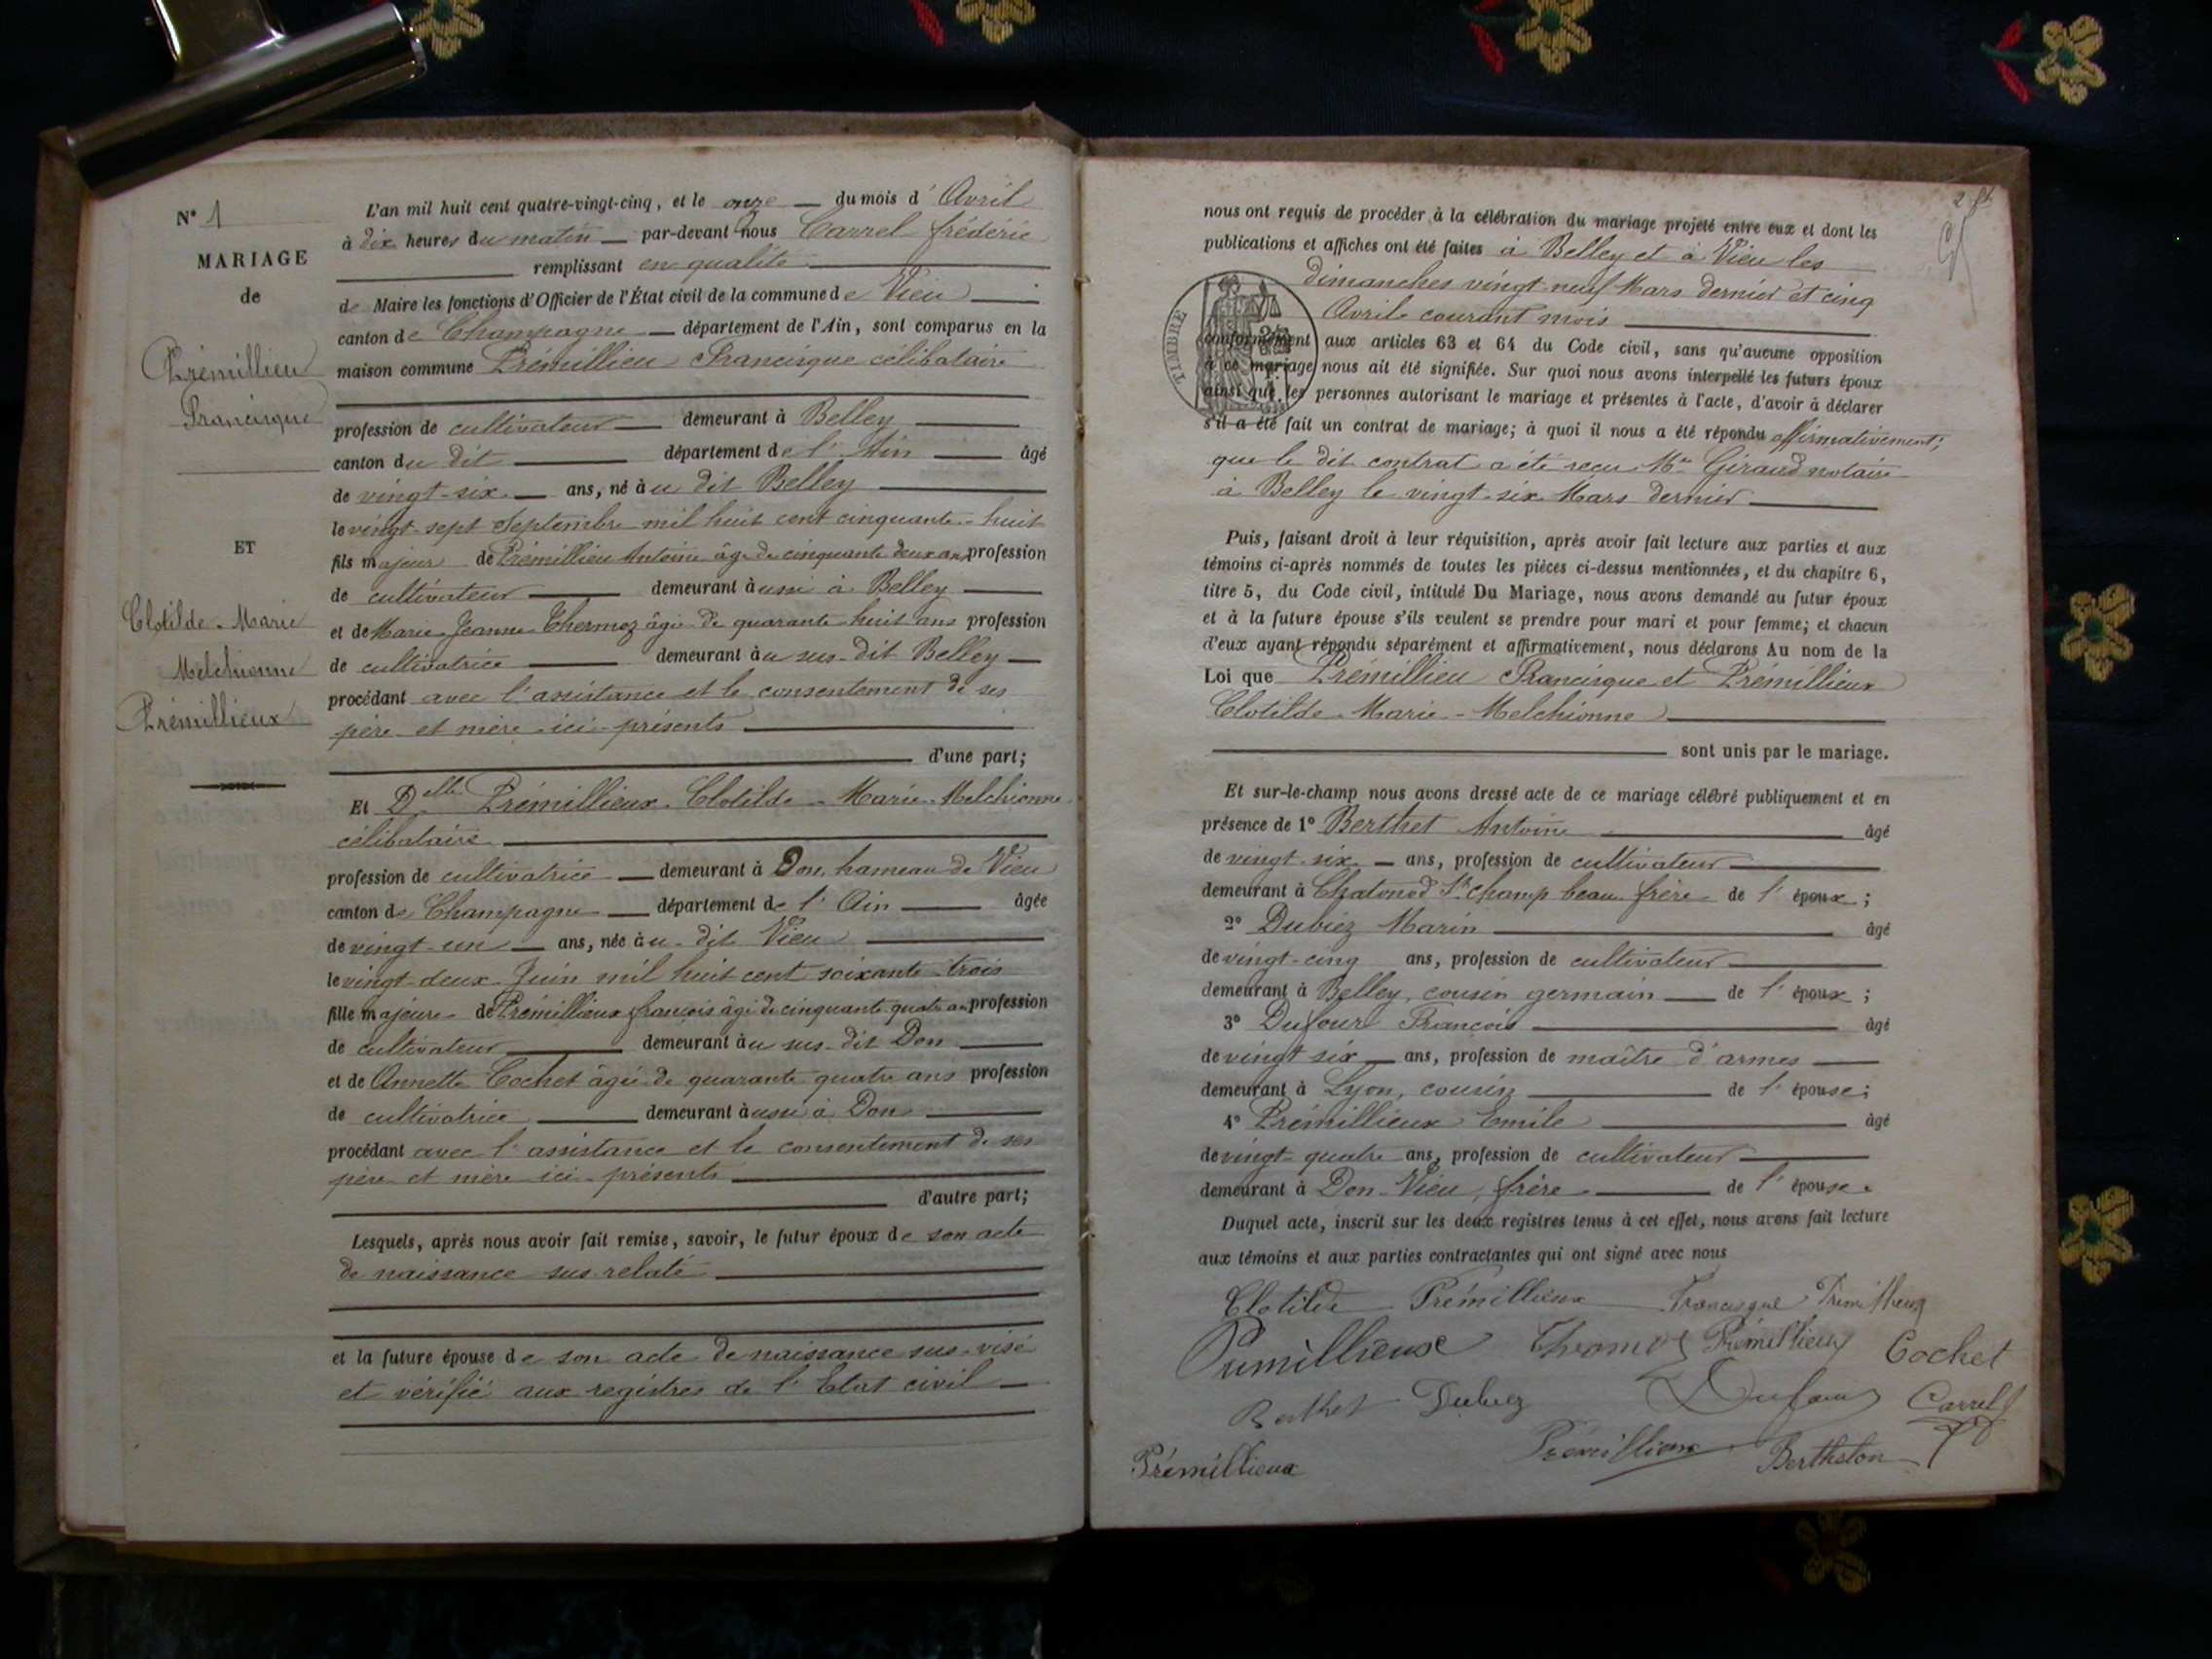 N° 1
MARIAGE
de
Prémillieu
Francisque
ET
Clotilde-Marie
Melchionne
Prémillieux
L'an mil huit cent quatre-vingt-cinq, et le onze du mois d'Avril
à dix heures du matin par-devant nous Carrel frédéric
remplissant en qualité
de Maire les fonctions d'Officier de l'État civil de la commune de Vieu
canton de Champagne département de l'Ain, sont comparus en la
maison commune Prémillieu Francisque célibataire
profession de cultivateur demeurant à Belley
canton du dit département de l'Ain âgé
de vingt-six ans, né à u dit Belley
le vingt-sept Septembre mil huit cent cinquante-huit
fils majeur de Prémillieu Antoine âgé de cinquante deux ans profession
de cultivateur demeurant aussi à Belley
et de Marie-Jeanne Thermoz âgée de quarante huit ans profession
de cultivatrice demeurant àu sus-dit Belley
procédant avec l'assistance et le consentement de ses
père et mère ici-présents
d'une part;
Et Delle Prémillieux Clotilde-Marie-Melchionne
célibataire
profession de cultivatrice demeurant à Don, hameau de Vieu
canton de Champagne département de l'Ain âgée
de vingt-un ans, née àu-dit Vieu
le vingt-deux Juin mil huit cent soixante-trois
fille majeure de Prémillieux françois âgé de cinquante quatre ans profession
de cultivateur demeurant àu sus-dit Don
et de Annette Cochet âgée de quarante quatre ans profession
de cultivatrice demeurant àussi à Don
procédant avec l'assistance et le consentement de ses
père et mère ici-présents
d'autre part;
Lesquels, après nous avoir fait remise, savoir, le futur époux de son acte
de naissance sus-relaté
et la future épouse de son acte de naissance sus-visé
et vérifié aux registres de l'Etat civil
nous ont requis de procéder à la célébration du mariage projeté entre eux et dont les
publications et affiches ont été faites à Belley et à Vieu les
dimanches vingt-neuf Mars dernier et cinq
Avril courant mois
TIMBRE
conformément aux articles 63 et 64 du Code civil, sans qu'aucune opposition
à ce mariage nous ait été signifiée. Sur quoi nous avons interpellé les futurs époux
ainsi que les personnes autorisant le mariage et présentes à l'acte, d'avoir à déclarer
s'il a été fait un contrat de mariage; à quoi il nous a été répondu affirmativement;
que le dit contrat a été recu Me Giraud notaire
à Belley le vingt-six Mars dernier
Puis, faisant droit à leur réquisition, après avoir fait lecture aux parties et aux
témoins ci-après nommés de toutes les pièces ci-dessus mentionnées, et du chapitre 6,
titre 5, du Code civil, intitulé Du Mariage, nous avons demandé au futur époux
et à la future épouse s'ils veulent se prendre pour mari et pour femme; et chacun
d'eux ayant répondu séparément et affirmativement, nous déclarons Au nom de la
Loi que Prémillieu Francisque et Prémillieux
Clotilde-Marie-Melchionne
sont unis par le mariage.
Et sur-le-champ nous avons dressé acte de ce mariage célébré publiquement et en
présence de 1° Berthet Antoine âgé
de vingt-six ans, profession de cultivateur
demeurant à Chatonod St champ beau-frère de l'époux;
2° Dubiez Marin âgé
de vingt-cinq ans, profession de cultivateur
demeurant à Belley, cousin germain de l'époux;
3° Dufour François âgé
de vingt six ans, profession de maître d'armes
demeurant à Lyon, cousin de l'épouse;
4° Prémillieux Emile âgé
de vingt-quatre ans, profession de cultivateur
demeurant à Don-Vieu, frère de l'épouse.
Duquel acte, inscrit sur les deux registres tenus à cet effet, nous avons fait lecture
aux témoins et aux parties contractantes qui ont signé avec nous
Clotilde Prémillieux Francisque Prémillieux
Prémillieux Prémillieux Cochet
Berthet Dubiez Dufour Carrel
Prémillieux Prémillieux Berthelon